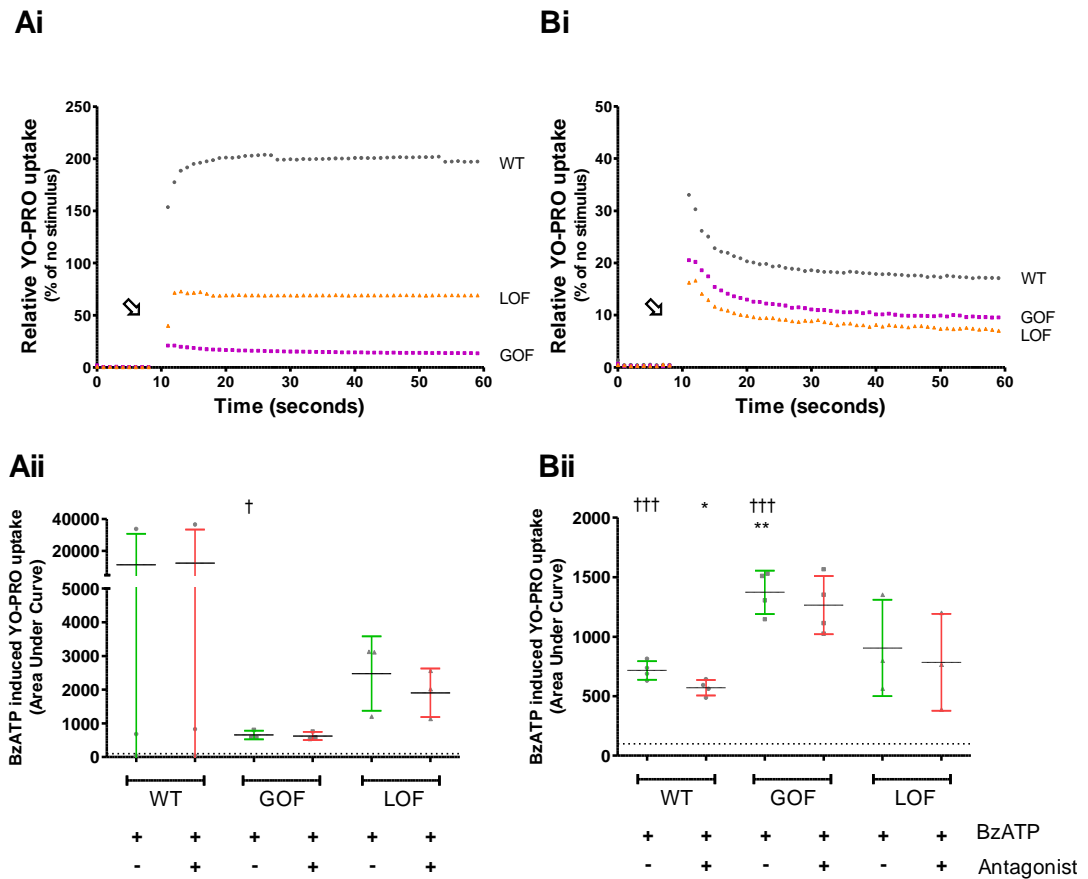 Ai
Relative YO-PRO uptake
(% of no stimulus)
250
200
150
100
50
0
0 10 20 30 40 50 60
Time (seconds)
WT
LOF
GOF
Bi
Relative YO-PRO uptake
(% of no stimulus)
50
40
30
20
10
0
0 10 20 30 40 50 60
Time (seconds)
WT
GOF
LOF
Aii
BzATP induced YO-PRO uptake
(Area Under Curve)
40000
20000
5000
4000
3000
2000
1000
0
†
WT GOF LOF
+ + + + + +
- + - + - +
Bii
BzATP induced YO-PRO uptake
(Area Under Curve)
2000
1500
1000
500
0
††† * †††
**
WT GOF LOF
+ + + + + + BzATP
- + - + - + Antagonist